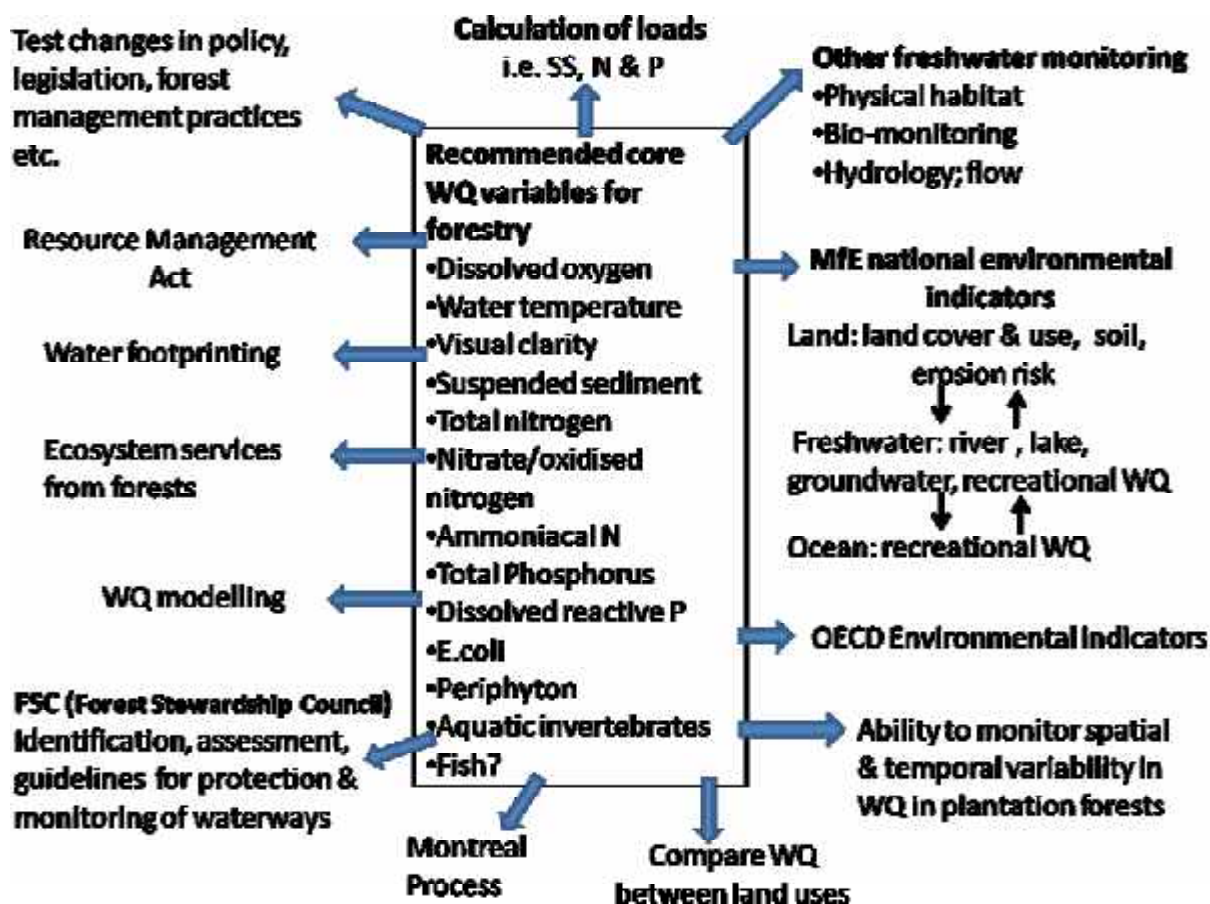 Test changes in policy,
legislation, forest
management practices
etc.
Resource Management
Act
Water footprinting
Ecosystem services
from forests
WQ modelling
FSC (Forest Stewardship Council)
Identification, assessment,
guidelines for protection &
monitoring of waterways
Calculation of loads
i.e. SS, N & P
Recommended core
WQ variables for
forestry
•Dissolved oxygen
•Water temperature
•Visual clarity
•Suspended sediment
•Total nitrogen
•Nitrate/oxidised
nitrogen
•Ammoniacal N
•Total Phosphorus
•Dissolved reactive P
•E.coli
•Periphyton
•Aquatic invertebrates
•Fish?
Montreal
Process
Compare WQ
between land uses
Other freshwater monitoring
•Physical habitat
•Bio-monitoring
•Hydrology; flow
MfE national environmental
indicators
Land: land cover & use, soil,
erosion risk
Freshwater: river , lake,
groundwater, recreational WQ
Ocean: recreational WQ
OECD Environmental Indicators
Ability to monitor spatial
& temporal variability in
WQ in plantation forests